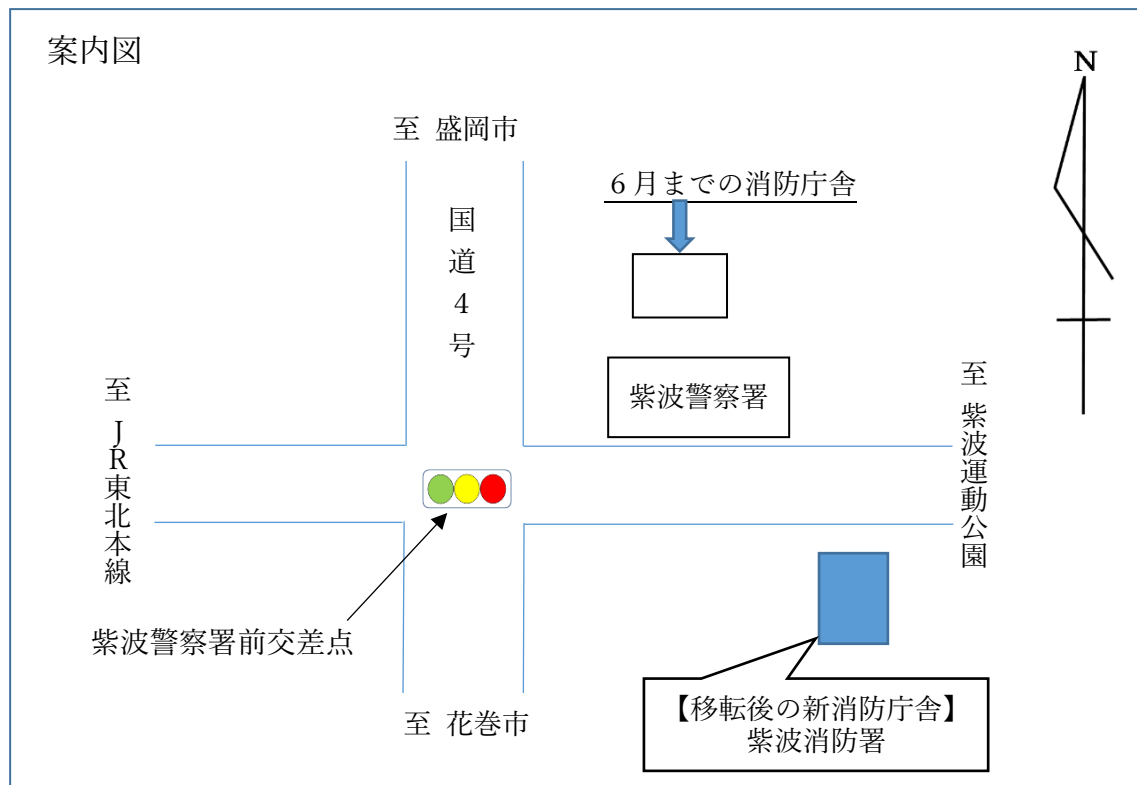 案内図
N
至 盛岡市
６月までの消防庁舎
国道４号
紫波警察署
至 ＪＲ東北本線
至 紫波運動公園
紫波警察署前交差点
【移転後の新消防庁舎】
紫波消防署
至 花巻市